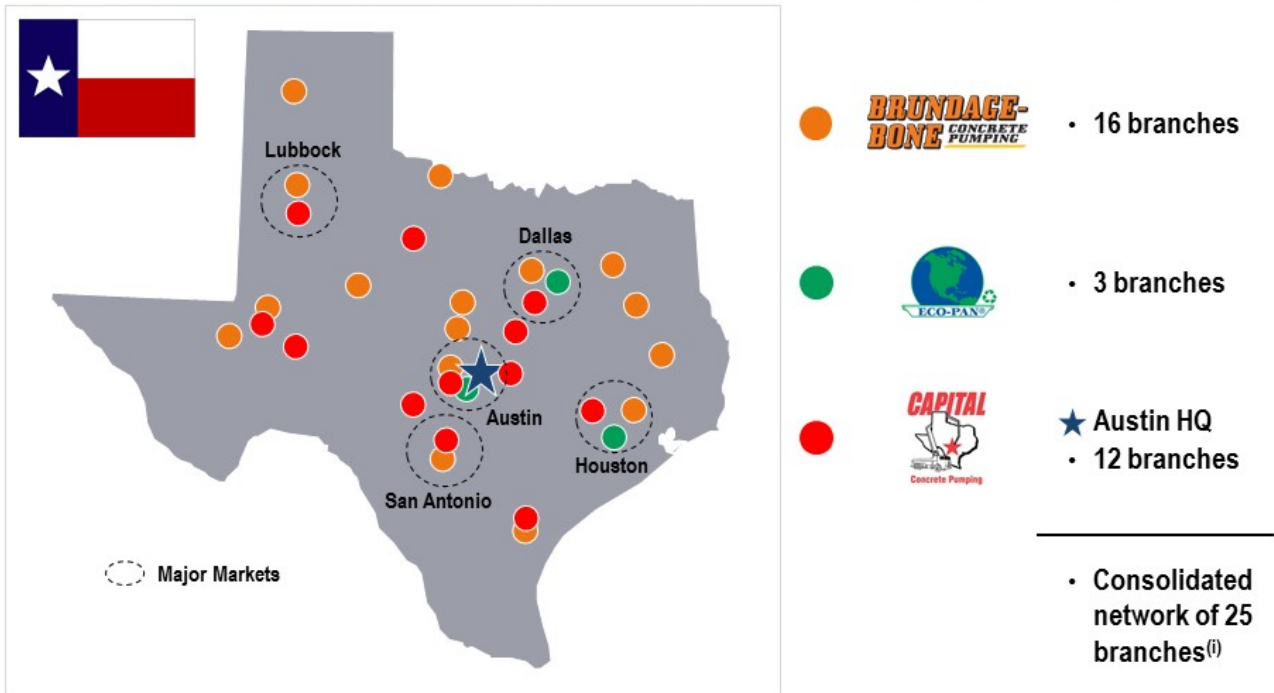 Lubbock
Dallas
Austin
Houston
San Antonio
Major Markets
BRUNDAGE-
BONE CONCRETE
PUMPING
• 16 branches
ECO-PAN®
• 3 branches
CAPITAL
Concrete Pumping
Austin HQ
• 12 branches
• Consolidated
network of 25
branches(i)